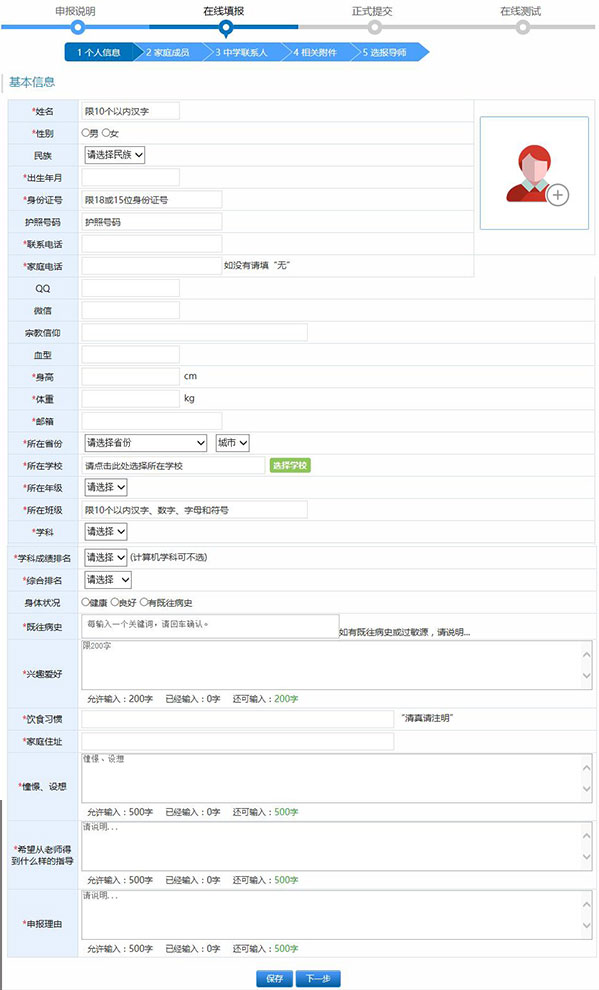 申报说明 在线填报 正式提交 在线测试
1 个人信息 2 家庭成员 3 中学联系人 4 相关附件 5 选报导师
基本信息
*姓名 限10个以内汉字
*性别 男 女
民族 请选择民族
*出生年月
*身份证号 限18或15位身份证号
护照号码 护照号码
*联系电话
*家庭电话 如没有请填“无”
QQ
微信
宗教信仰
血型
*身高 cm
*体重 kg
*邮箱
*所在省份 请选择省份 城市
*所在学校 请点击此处选择所在学校 选择学校
*所在年级 请选择
*所在班级 限10个以内汉字、数字、字母和符号
*学科 请选择
*学科成绩排名 请选择 (计算机学科可不选)
*综合排名 请选择
身体状况 健康 良好 有既往病史
*既往病史 每输入一个关键词，请回车确认。 如有既往病史或过敏源，请说明...
*兴趣爱好 限200字
允许输入：200字 已经输入：0字 还可输入：200字
*饮食习惯 “清真请注明”
*家庭住址
*憧憬、设想 憧憬、设想
允许输入：500字 已经输入：0字 还可输入：500字
*希望从老师得到什么样的指导 请说明...
允许输入：500字 已经输入：0字 还可输入：500字
*申报理由 请说明...
允许输入：500字 已经输入：0字 还可输入：500字
保存 下一步